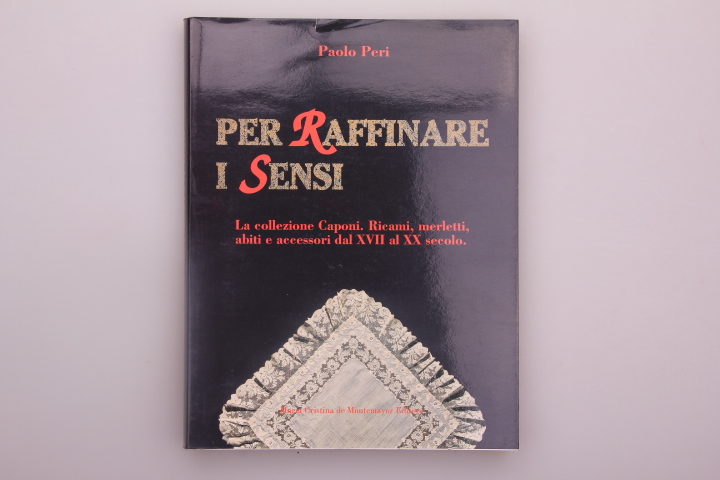 Paolo Peri
PER RAFFINARE
I SENSI
La collezione Caponi. Ricami, merletti,
abiti e accessori dal XVII al XX secolo.
Maria Cristina de Montemayor Editore